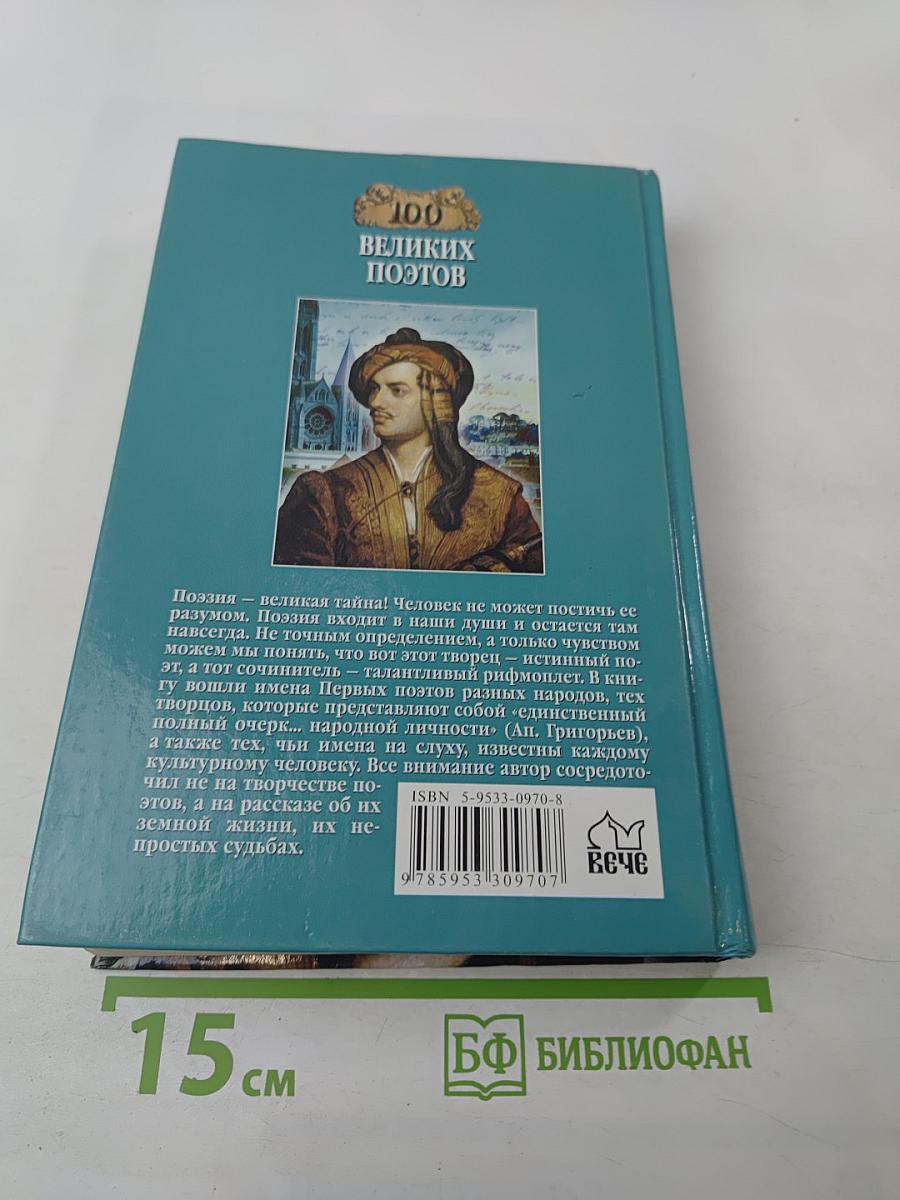 100
ВЕЛИКИХ
ПОЭТОВ
Поэзия — великая тайна! Человек не может постичь ее
разумом. Поэзия входит в наши души и остается там
навсегда. Не точным определением, а только чувством
можем мы понять, что вот этот творец — истинный по-
эт, а тот сочинитель — талантливый рифмоплет. В кни-
гу вошли имена Первых поэтов разных народов, тех
творцов, которые представляют собой «единственный
полный очерк... народной личности» (Ап. Григорьев),
а также тех, чьи имена на слуху, известны каждому
культурному человеку. Все внимание автор сосредото-
чил не на творчестве по-
этов, а на рассказе об их
земной жизни, их не-
простых судьбах.
ISBN 5-9533-0970-8
9 785953 309707
ВЕЧЕ
15 см
БФ БИБЛИОФАН